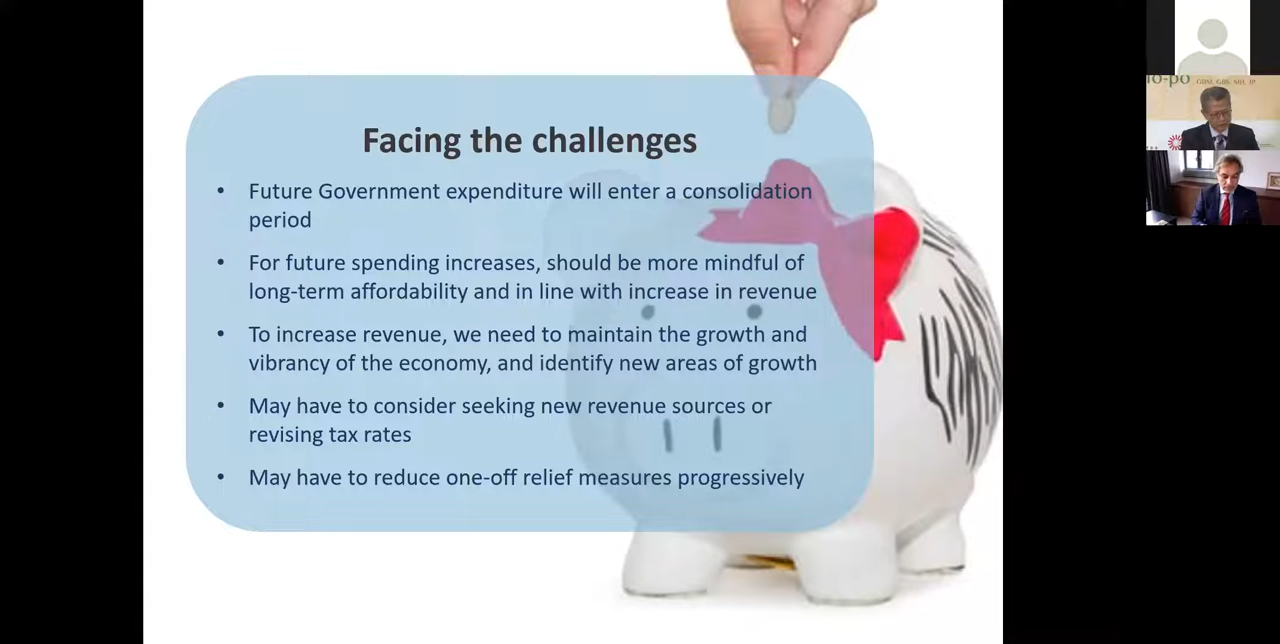 Facing the challenges
• Future Government expenditure will enter a consolidation
period
• For future spending increases, should be more mindful of
long-term affordability and in line with increase in revenue
• To increase revenue, we need to maintain the growth and
vibrancy of the economy, and identify new areas of growth
• May have to consider seeking new revenue sources or
revising tax rates
• May have to reduce one-off relief measures progressively